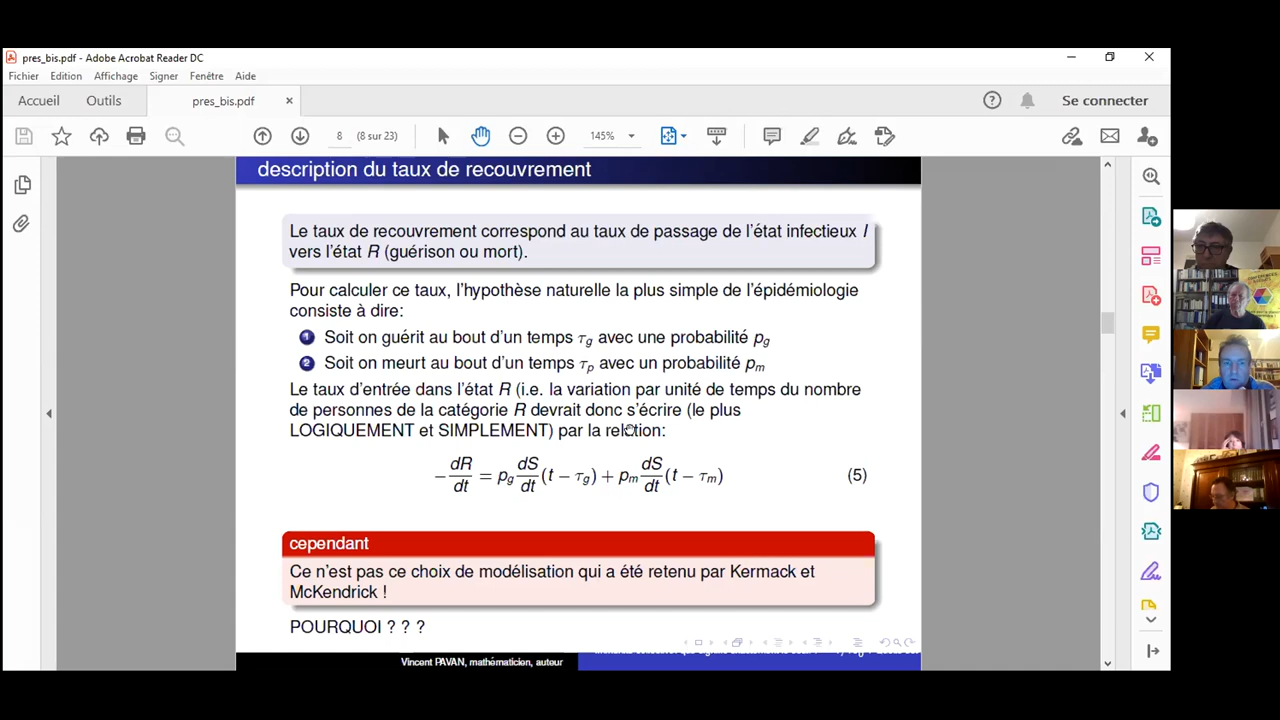 pres_bis.pdf - Adobe Acrobat Reader DC
Fichier Edition Affichage Signer Fenêtre Aide
Accueil Outils pres_bis.pdf × Se connecter
8 (8 sur 23) 145%
description du taux de recouvrement
Le taux de recouvrement correspond au taux de passage de l'état infectieux I
vers l'état R (guérison ou mort).
Pour calculer ce taux, l'hypothèse naturelle la plus simple de l'épidémiologie
consiste à dire:
1 Soit on guérit au bout d'un temps τg avec une probabilité pg
2 Soit on meurt au bout d'un temps τp avec un probabilité pm
Le taux d'entrée dans l'état R (i.e. la variation par unité de temps du nombre
de personnes de la catégorie R devrait donc s'écrire (le plus
LOGIQUEMENT et SIMPLEMENT) par la relation:
− dR/dt = pg dS/dt (t − τg) + pm dS/dt (t − τm) (5)
cependant
Ce n'est pas ce choix de modélisation qui a été retenu par Kermack et
McKendrick !
POURQUOI ? ? ?
Vincent PAVAN, mathématicien, auteur